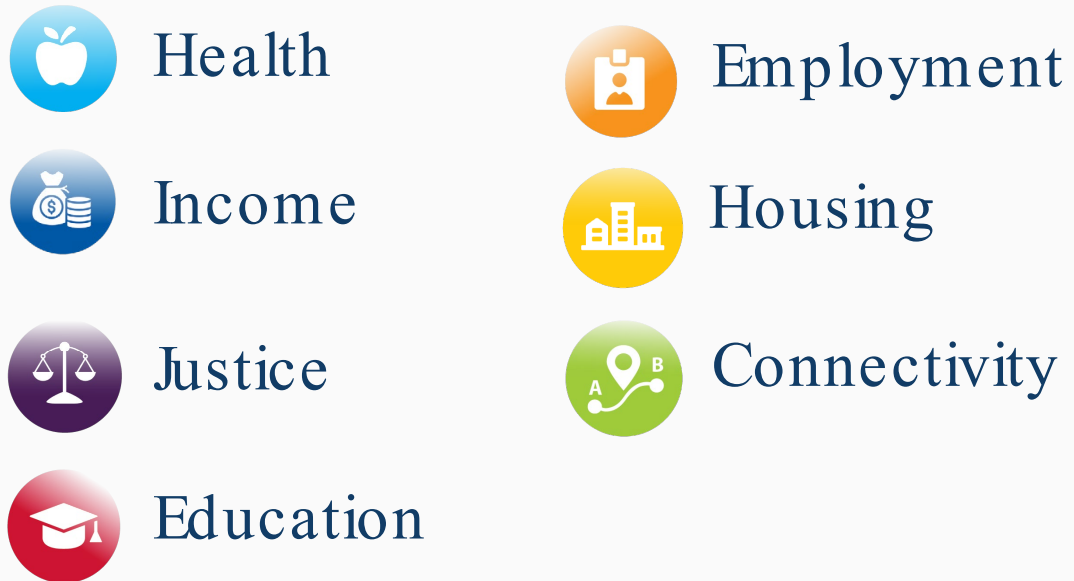 Health
Income
Justice
Education
Employment
Housing
Connectivity
$
A
B